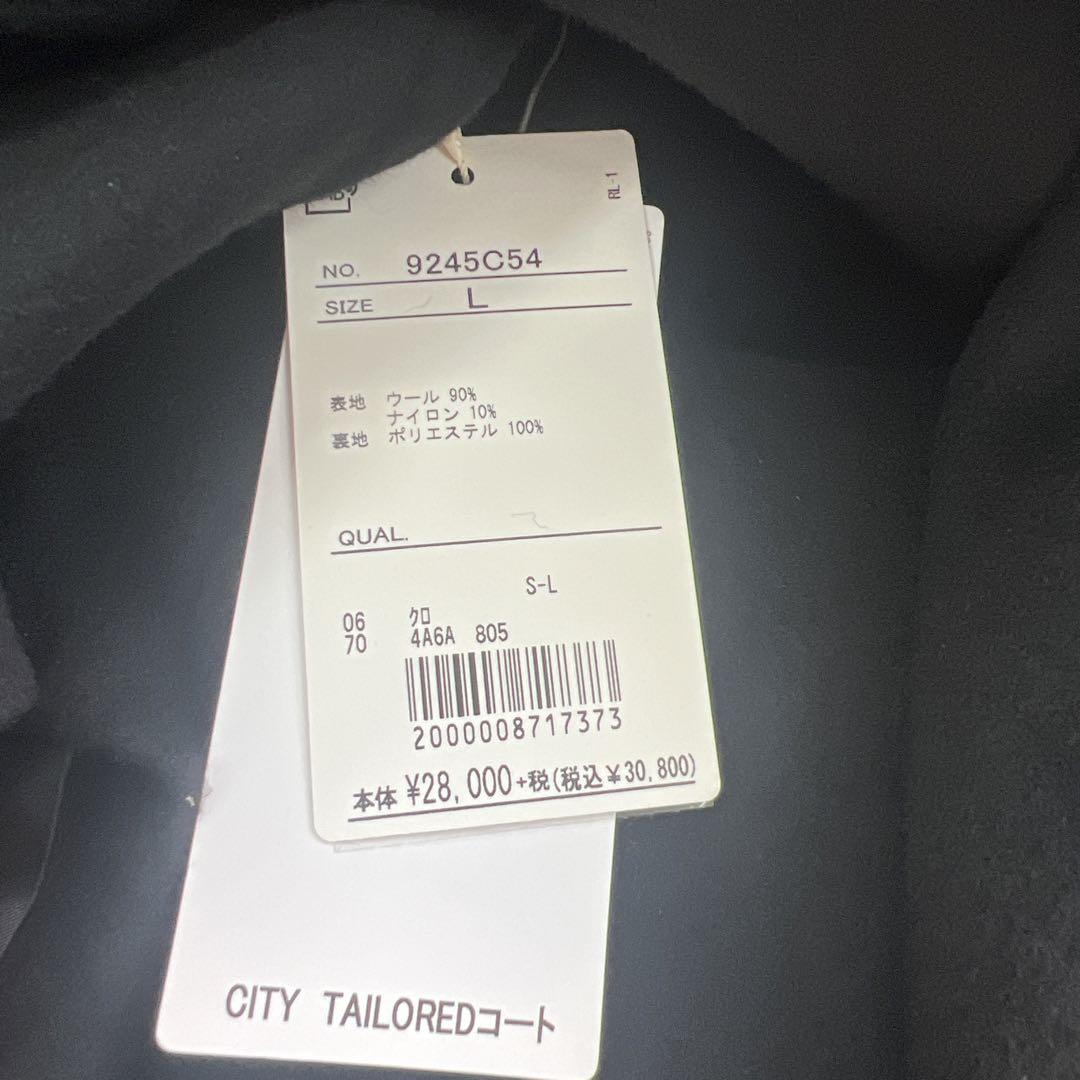 RL-1
NO. 9245C54
SIZE L
表地 ウール 90%
ナイロン 10%
裏地 ポリエステル 100%
QUAL.
S-L
06 クロ
70 4A6A 805
2000008717373
本体 ¥28,000+税(税込¥30,800)
CITY TAILOREDコート